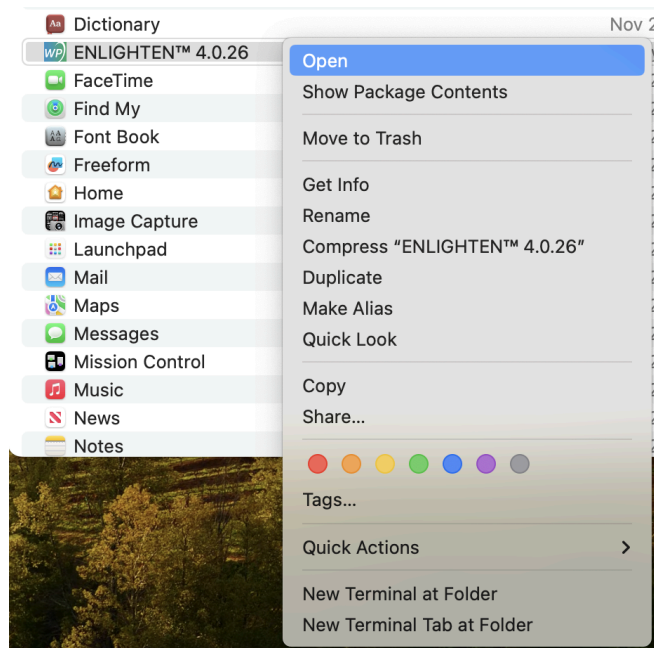 Dictionary
Nov 2
ENLIGHTEN™ 4.0.26
FaceTime
Find My
Font Book
Freeform
Home
Image Capture
Launchpad
Mail
Maps
Messages
Mission Control
Music
News
Notes
Open
Show Package Contents
Move to Trash
Get Info
Rename
Compress “ENLIGHTEN™ 4.0.26”
Duplicate
Make Alias
Quick Look
Copy
Share...
Tags...
Quick Actions
New Terminal at Folder
New Terminal Tab at Folder